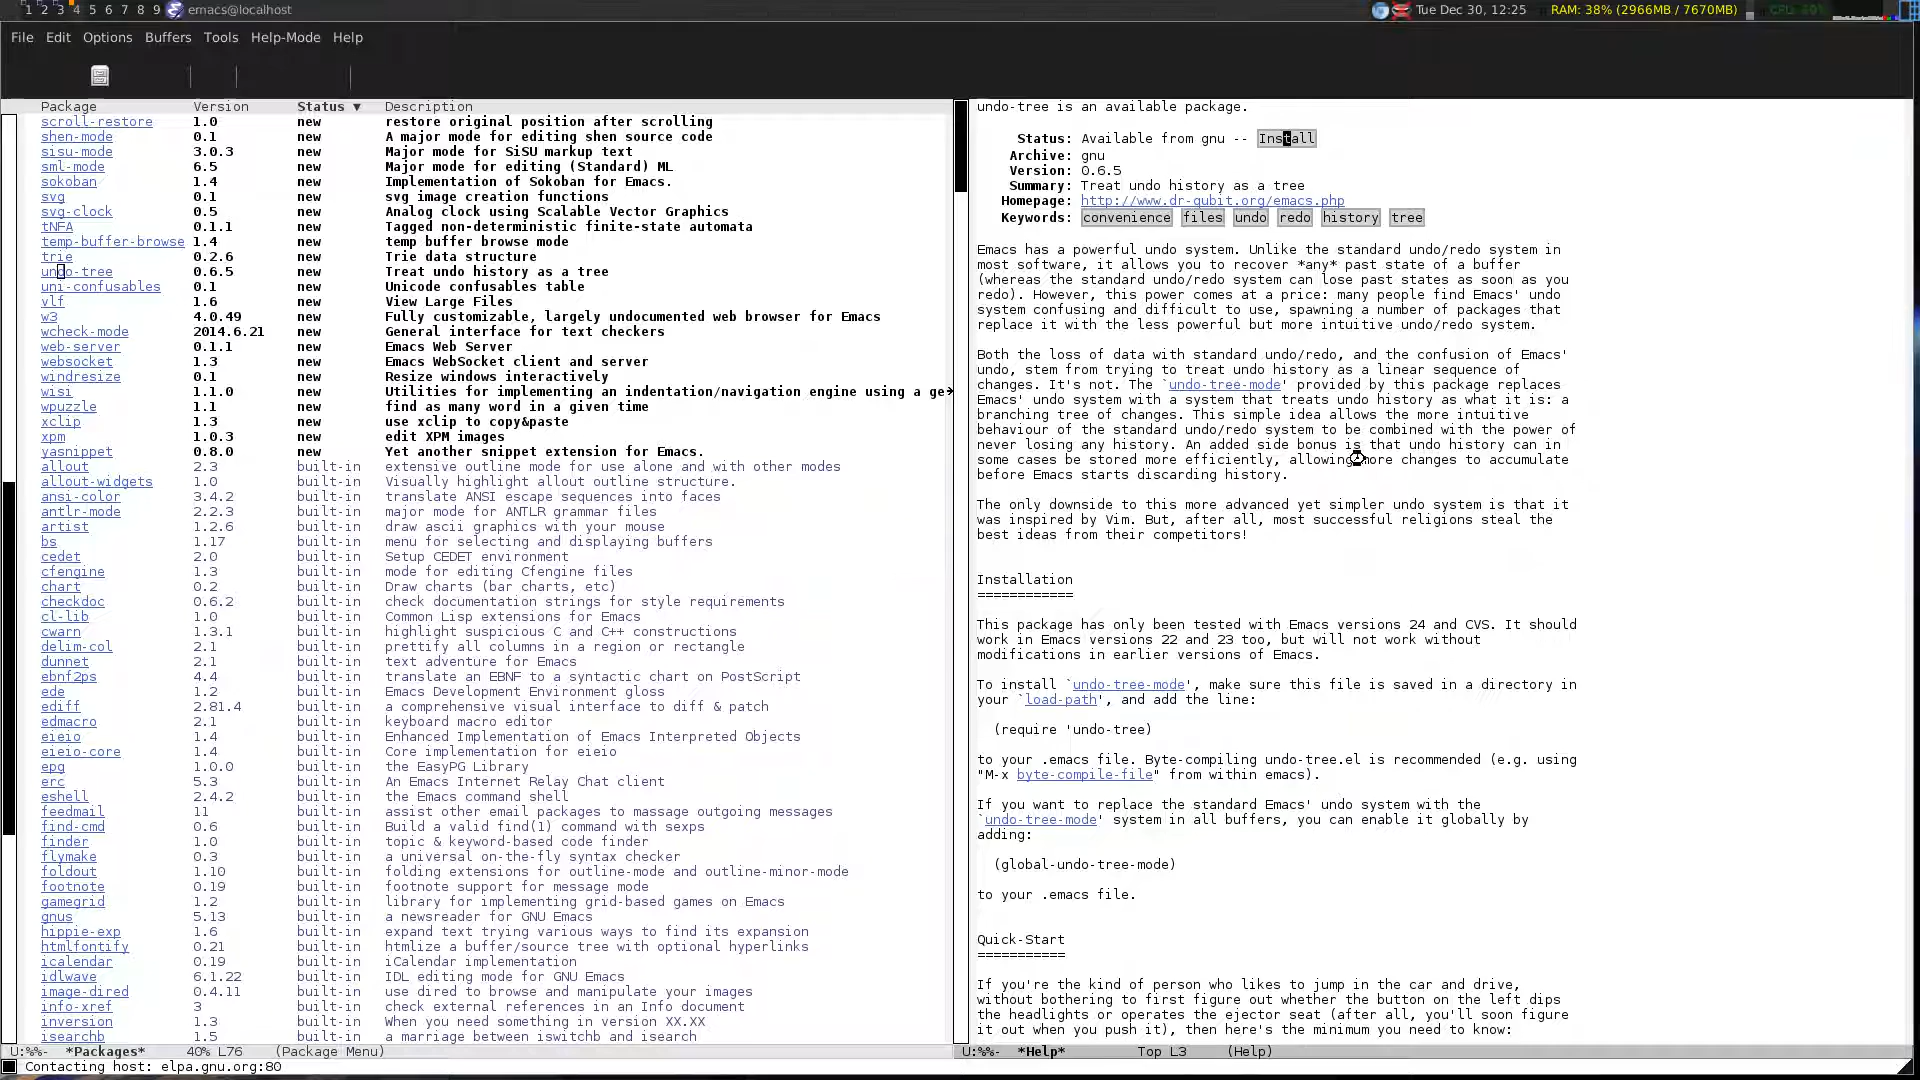 1 2 3 4 5 6 7 8 9 emacs@localhost Tue Dec 30, 12:25 RAM: 38% (2966MB / 7670MB)
File Edit Options Buffers Tools Help-Mode Help
Package Version Status ▼ Description
scroll-restore 1.0 new restore original position after scrolling
shen-mode 0.1 new A major mode for editing shen source code
sisu-mode 3.0.3 new Major mode for SiSU markup text
sml-mode 6.5 new Major mode for editing (Standard) ML
sokoban 1.4 new Implementation of Sokoban for Emacs.
svg 0.1 new svg image creation functions
svg-clock 0.5 new Analog clock using Scalable Vector Graphics
tNFA 0.1.1 new Tagged non-deterministic finite-state automata
temp-buffer-browse 1.4 new temp buffer browse mode
trie 0.2.6 new Trie data structure
undo-tree 0.6.5 new Treat undo history as a tree
uni-confusables 0.1 new Unicode confusables table
vlf 1.6 new View Large Files
w3 4.0.49 new Fully customizable, largely undocumented web browser for Emacs
wcheck-mode 2014.6.21 new General interface for text checkers
web-server 0.1.1 new Emacs Web Server
websocket 1.3 new Emacs WebSocket client and server
windresize 0.1 new Resize windows interactively
wisi 1.1.0 new Utilities for implementing an indentation/navigation engine using a ge→
wpuzzle 1.1 new find as many word in a given time
xclip 1.3 new use xclip to copy&paste
xpm 1.0.3 new edit XPM images
yasnippet 0.8.0 new Yet another snippet extension for Emacs.
allout 2.3 built-in extensive outline mode for use alone and with other modes
allout-widgets 1.0 built-in Visually highlight allout outline structure.
ansi-color 3.4.2 built-in translate ANSI escape sequences into faces
antlr-mode 2.2.3 built-in major mode for ANTLR grammar files
artist 1.2.6 built-in draw ascii graphics with your mouse
bs 1.17 built-in menu for selecting and displaying buffers
cedet 2.0 built-in Setup CEDET environment
cfengine 1.3 built-in mode for editing Cfengine files
chart 0.2 built-in Draw charts (bar charts, etc)
checkdoc 0.6.2 built-in check documentation strings for style requirements
cl-lib 1.0 built-in Common Lisp extensions for Emacs
cwarn 1.3.1 built-in highlight suspicious C and C++ constructions
delim-col 2.1 built-in prettify all columns in a region or rectangle
dunnet 2.1 built-in text adventure for Emacs
ebnf2ps 4.4 built-in translate an EBNF to a syntactic chart on PostScript
ede 1.2 built-in Emacs Development Environment gloss
ediff 2.81.4 built-in a comprehensive visual interface to diff & patch
edmacro 2.1 built-in keyboard macro editor
eieio 1.4 built-in Enhanced Implementation of Emacs Interpreted Objects
eieio-core 1.4 built-in Core implementation for eieio
epg 1.0.0 built-in the EasyPG Library
erc 5.3 built-in An Emacs Internet Relay Chat client
eshell 2.4.2 built-in the Emacs command shell
feedmail 11 built-in assist other email packages to massage outgoing messages
find-cmd 0.6 built-in Build a valid find(1) command with sexps
finder 1.0 built-in topic & keyword-based code finder
flymake 0.3 built-in a universal on-the-fly syntax checker
foldout 1.10 built-in folding extensions for outline-mode and outline-minor-mode
footnote 0.19 built-in footnote support for message mode
gamegrid 1.2 built-in library for implementing grid-based games on Emacs
gnus 5.13 built-in a newsreader for GNU Emacs
hippie-exp 1.6 built-in expand text trying various ways to find its expansion
htmlfontify 0.21 built-in htmlize a buffer/source tree with optional hyperlinks
icalendar 0.19 built-in iCalendar implementation
idlwave 6.1.22 built-in IDL editing mode for GNU Emacs
image-dired 0.4.11 built-in use dired to browse and manipulate your images
info-xref 3 built-in check external references in an Info document
inversion 1.3 built-in When you need something in version XX.XX
isearchb 1.5 built-in a marriage between iswitchb and isearch
U:%%- *Packages* 40% L76 (Package Menu)
undo-tree is an available package.
Status: Available from gnu -- Install
Archive: gnu
Version: 0.6.5
Summary: Treat undo history as a tree
Homepage: http://www.dr-qubit.org/emacs.php
Keywords: convenience files undo redo history tree
Emacs has a powerful undo system. Unlike the standard undo/redo system in
most software, it allows you to recover *any* past state of a buffer
(whereas the standard undo/redo system can lose past states as soon as you
redo). However, this power comes at a price: many people find Emacs' undo
system confusing and difficult to use, spawning a number of packages that
replace it with the less powerful but more intuitive undo/redo system.
Both the loss of data with standard undo/redo, and the confusion of Emacs'
undo, stem from trying to treat undo history as a linear sequence of
changes. It's not. The `undo-tree-mode' provided by this package replaces
Emacs' undo system with a system that treats undo history as what it is: a
branching tree of changes. This simple idea allows the more intuitive
behaviour of the standard undo/redo system to be combined with the power of
never losing any history. An added side bonus is that undo history can in
some cases be stored more efficiently, allowing more changes to accumulate
before Emacs starts discarding history.
The only downside to this more advanced yet simpler undo system is that it
was inspired by Vim. But, after all, most successful religions steal the
best ideas from their competitors!
Installation
============
This package has only been tested with Emacs versions 24 and CVS. It should
work in Emacs versions 22 and 23 too, but will not work without
modifications in earlier versions of Emacs.
To install `undo-tree-mode', make sure this file is saved in a directory in
your `load-path', and add the line:
(require 'undo-tree)
to your .emacs file. Byte-compiling undo-tree.el is recommended (e.g. using
"M-x byte-compile-file" from within emacs).
If you want to replace the standard Emacs' undo system with the
`undo-tree-mode' system in all buffers, you can enable it globally by
adding:
(global-undo-tree-mode)
to your .emacs file.
Quick-Start
===========
If you're the kind of person who likes to jump in the car and drive,
without bothering to first figure out whether the button on the left dips
the headlights or operates the ejector seat (after all, you'll soon figure
it out when you push it), then here's the minimum you need to know:
U:%%- *Help* Top L3 (Help)
Contacting host: elpa.gnu.org:80